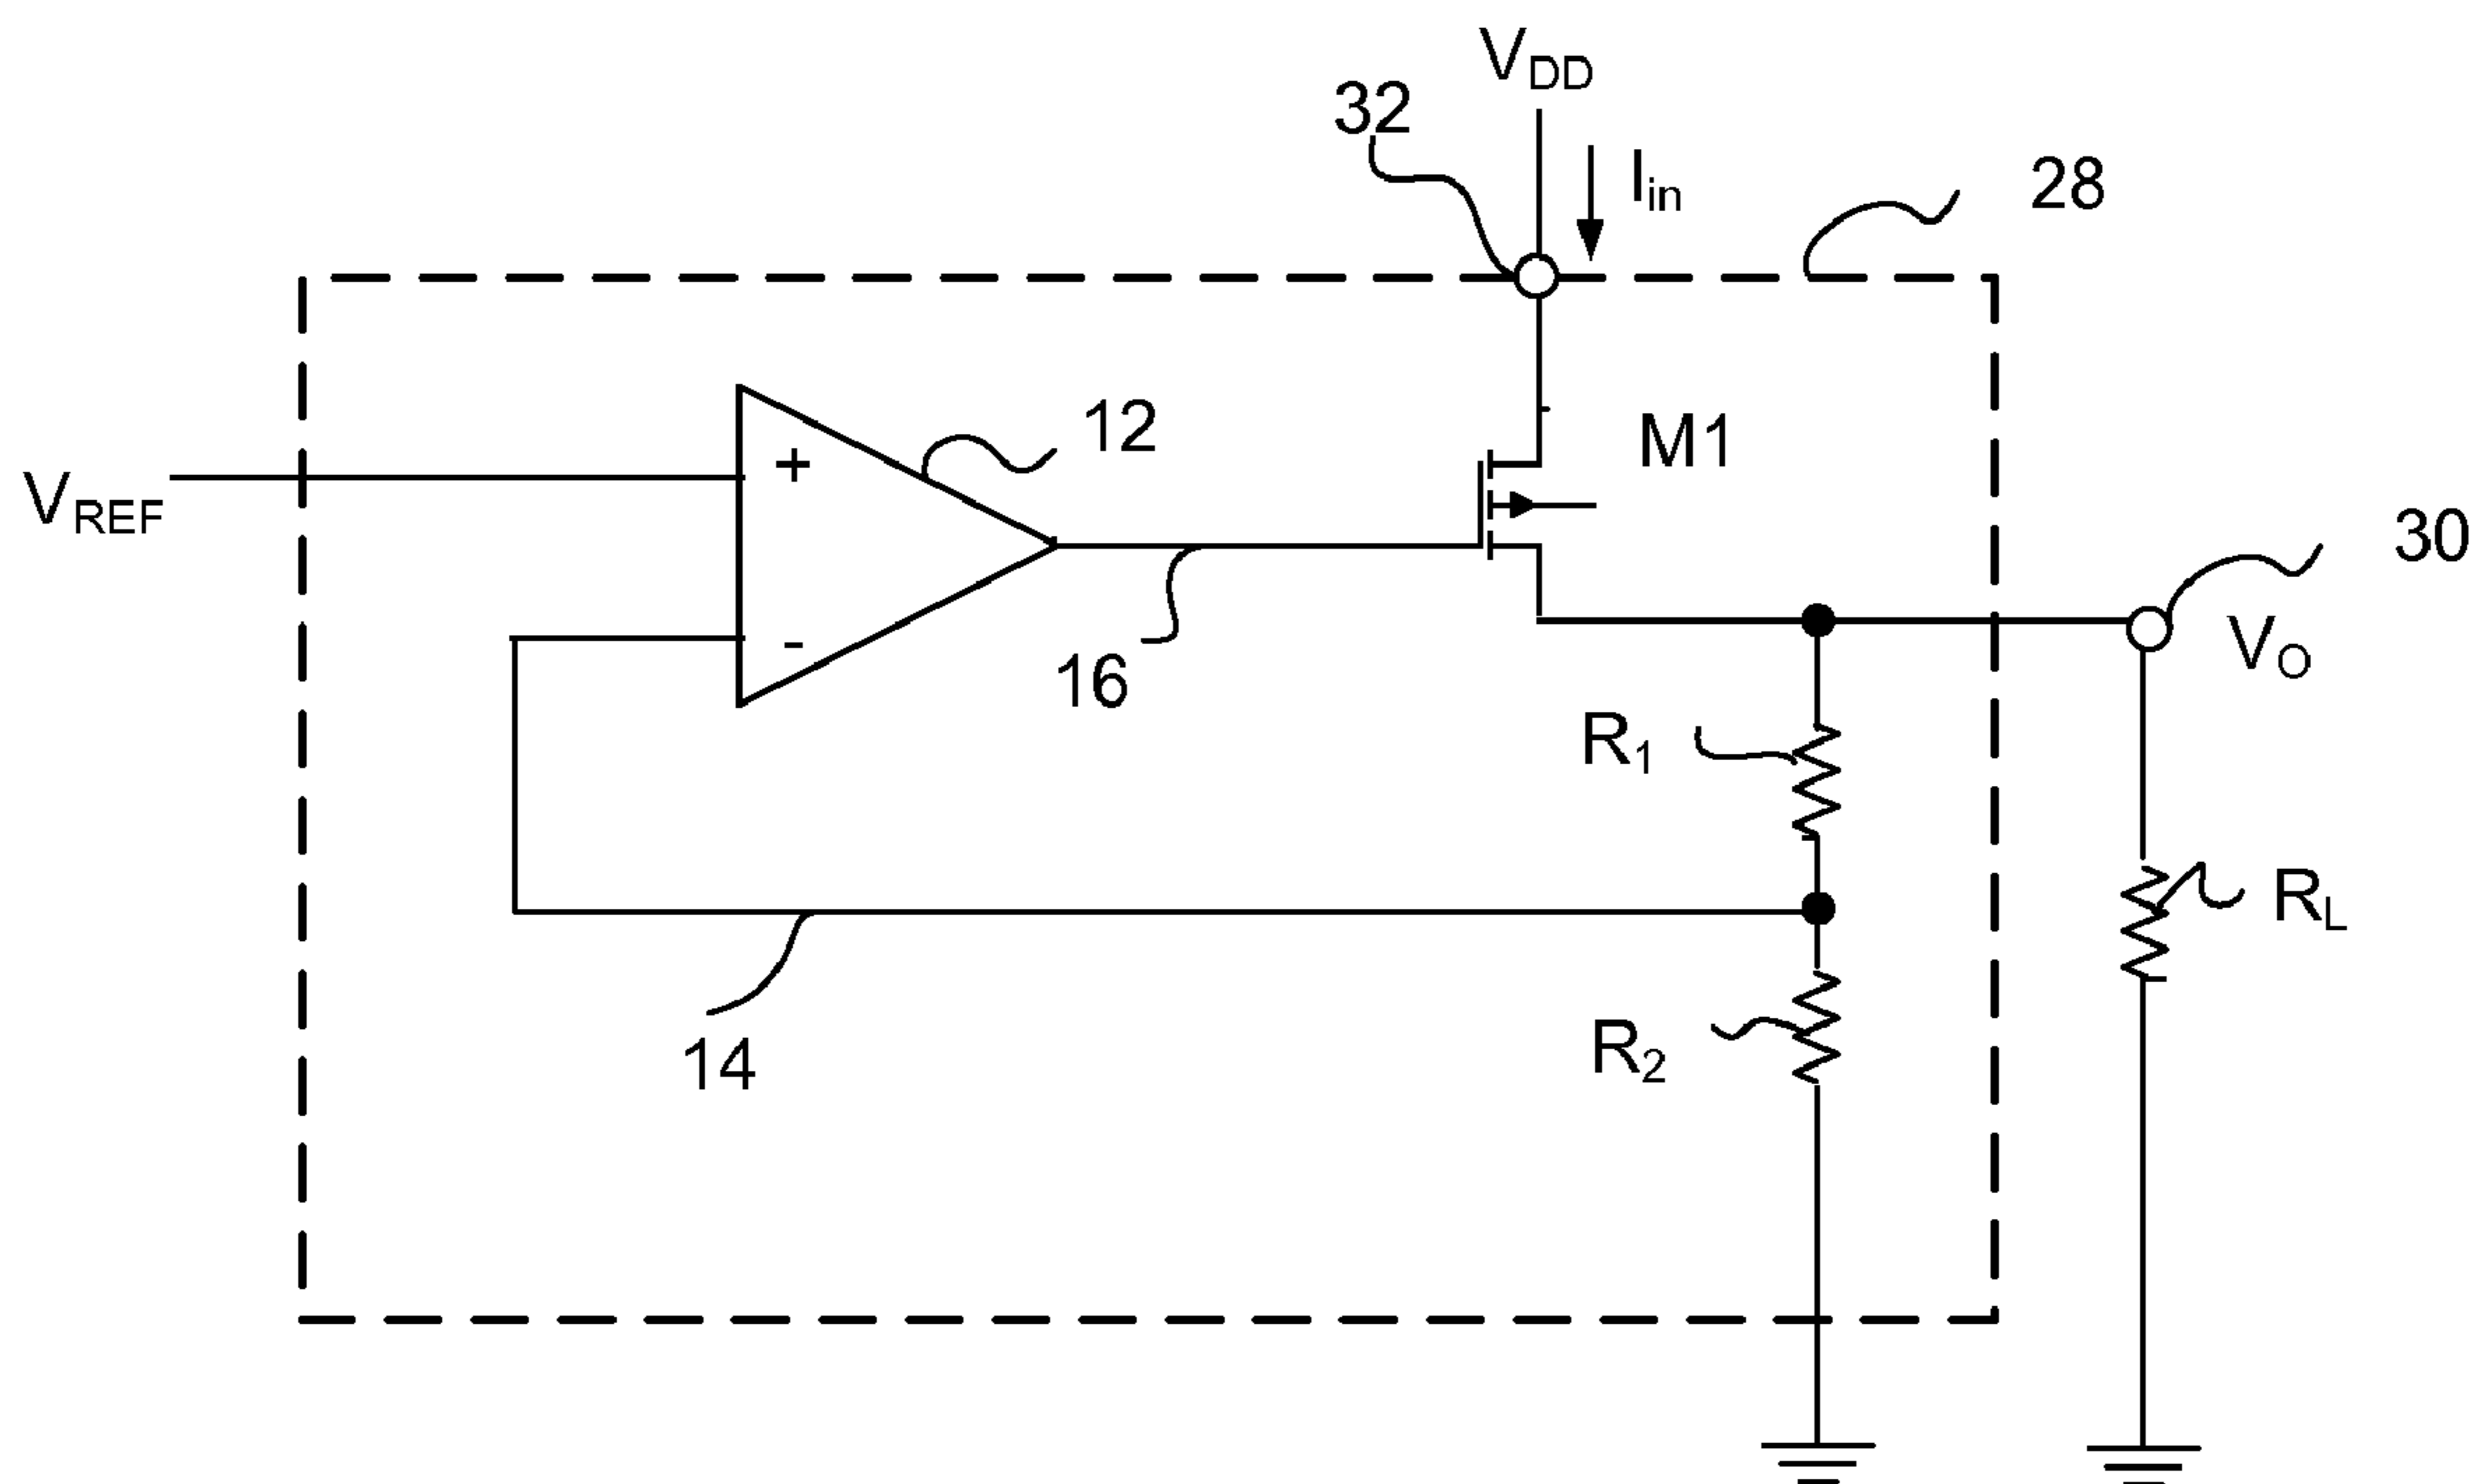 V_DD
32
I_in
28
12
M1
+
V_REF
30
-
V_O
16
R_1
R_L
14
R_2